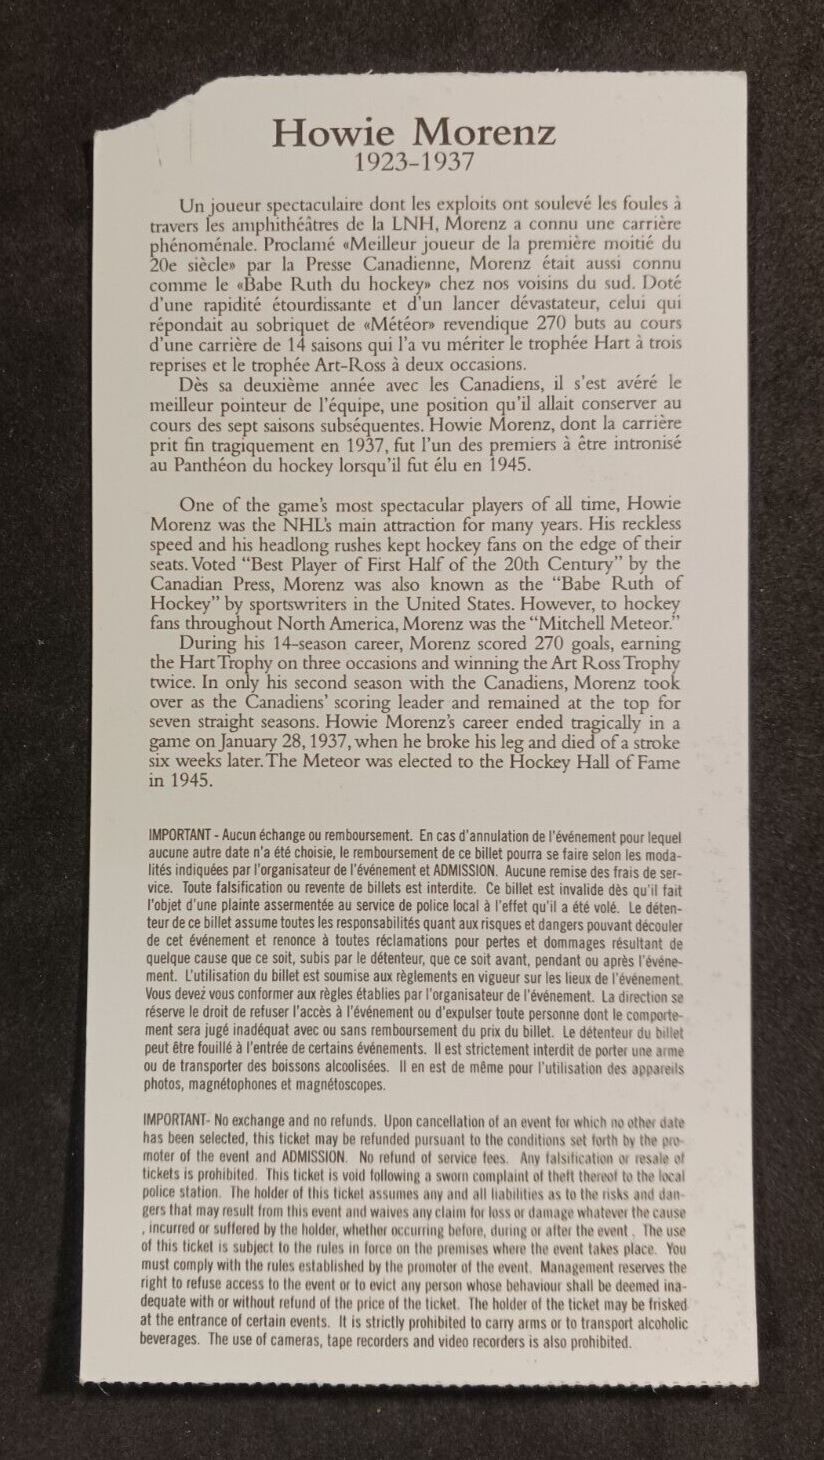 Howie Morenz
1923-1937
Un joueur spectaculaire dont les exploits ont soulevé les foules à
travers les amphithéâtres de la LNH, Morenz a connu une carrière
phénoménale. Proclamé «Meilleur joueur de la première moitié du
20e siècle» par la Presse Canadienne, Morenz était aussi connu
comme le «Babe Ruth du hockey» chez nos voisins du sud. Doté
d'une rapidité étourdissante et d'un lancer dévastateur, celui qui
répondait au sobriquet de «Météor» revendique 270 buts au cours
d'une carrière de 14 saisons qui l'a vu mériter le trophée Hart à trois
reprises et le trophée Art-Ross à deux occasions.
Dès sa deuxième année avec les Canadiens, il s'est avéré le
meilleur pointeur de l'équipe, une position qu'il allait conserver au
cours des sept saisons subséquentes. Howie Morenz, dont la carrière
prit fin tragiquement en 1937, fut l'un des premiers à être intronisé
au Panthéon du hockey lorsqu'il fut élu en 1945.
One of the game's most spectacular players of all time, Howie
Morenz was the NHL's main attraction for many years. His reckless
speed and his headlong rushes kept hockey fans on the edge of their
seats. Voted “Best Player of First Half of the 20th Century” by the
Canadian Press, Morenz was also known as the “Babe Ruth of
Hockey” by sportswriters in the United States. However, to hockey
fans throughout North America, Morenz was the “Mitchell Meteor.”
During his 14-season career, Morenz scored 270 goals, earning
the Hart Trophy on three occasions and winning the Art Ross Trophy
twice. In only his second season with the Canadiens, Morenz took
over as the Canadiens' scoring leader and remained at the top for
seven straight seasons. Howie Morenz's career ended tragically in a
game on January 28, 1937, when he broke his leg and died of a stroke
six weeks later. The Meteor was elected to the Hockey Hall of Fame
in 1945.
IMPORTANT - Aucun échange ou remboursement. En cas d'annulation de l'événement pour lequel
aucune autre date n'a été choisie, le remboursement de ce billet pourra se faire selon les moda-
lités indiquées par l'organisateur de l'événement et ADMISSION. Aucune remise des frais de ser-
vice. Toute falsification ou revente de billets est interdite. Ce billet est invalide dès qu'il fait
l'objet d'une plainte assermentée au service de police local à l'effet qu'il a été volé. Le déten-
teur de ce billet assume toutes les responsabilités quant aux risques et dangers pouvant découler
de cet événement et renonce à toutes réclamations pour pertes et dommages résultant de
quelque cause que ce soit, subis par le détenteur, que ce soit avant, pendant ou après l'événe-
ment. L'utilisation du billet est soumise aux règlements en vigueur sur les lieux de l'événement.
Vous devez vous conformer aux règles établies par l'organisateur de l'événement. La direction se
réserve le droit de refuser l'accès à l'événement ou d'expulser toute personne dont le comporte-
ment sera jugé inadéquat avec ou sans remboursement du prix du billet. Le détenteur du billet
peut être fouillé à l'entrée de certains événements. Il est strictement interdit de porter une arme
ou de transporter des boissons alcoolisées. Il en est de même pour l'utilisation des appareils
photos, magnétophones et magnétoscopes.
IMPORTANT- No exchange and no refunds. Upon cancellation of an event for which no other date
has been selected, this ticket may be refunded pursuant to the conditions set forth by the pro-
moter of the event and ADMISSION. No refund of service fees. Any falsification or resale of
tickets is prohibited. This ticket is void following a sworn complaint of theft thereof to the local
police station. The holder of this ticket assumes any and all liabilities as to the risks and dan-
gers that may result from this event and waives any claim for loss or damage whatever the cause
, incurred or suffered by the holder, whether occurring before, during or after the event . The use
of this ticket is subject to the rules in force on the premises where the event takes place. You
must comply with the rules established by the promoter of the event. Management reserves the
right to refuse access to the event or to evict any person whose behaviour shall be deemed ina-
dequate with or without refund of the price of the ticket. The holder of the ticket may be frisked
at the entrance of certain events. It is strictly prohibited to carry arms or to transport alcoholic
beverages. The use of cameras, tape recorders and video recorders is also prohibited.